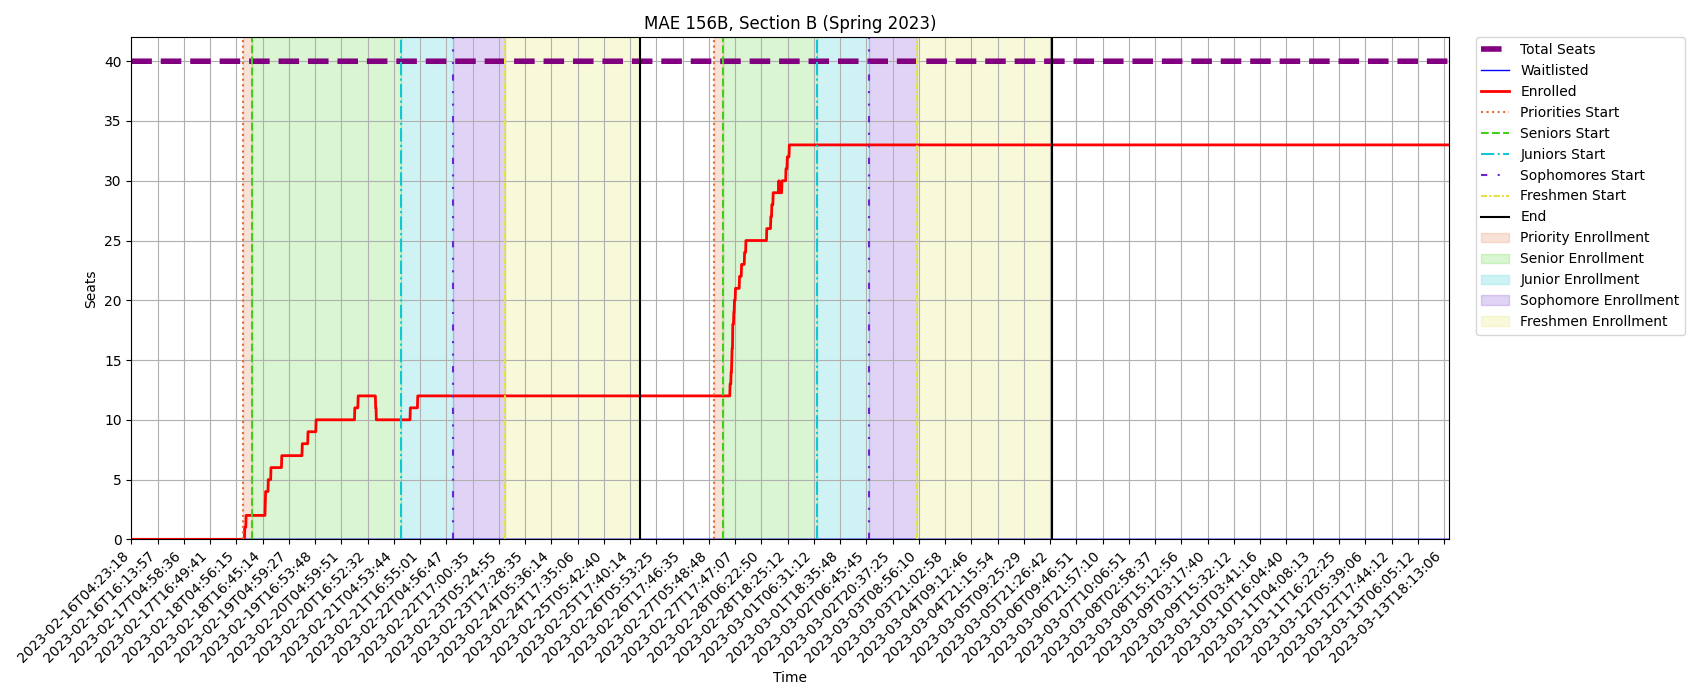 MAE 156B, Section B (Spring 2023)
40
35
30
25
20
15
10
5
0
Seats
2023-02-16T04:23:18
2023-02-16T16:13:57
2023-02-17T04:58:36
2023-02-17T16:49:41
2023-02-18T04:56:15
2023-02-18T16:45:14
2023-02-19T04:59:27
2023-02-19T16:53:48
2023-02-20T04:59:51
2023-02-20T16:52:32
2023-02-21T04:53:44
2023-02-21T16:55:01
2023-02-22T04:56:47
2023-02-22T17:00:35
2023-02-23T05:24:55
2023-02-23T17:28:35
2023-02-24T05:36:14
2023-02-24T17:35:06
2023-02-25T05:42:40
2023-02-25T17:40:14
2023-02-26T05:53:25
2023-02-26T17:46:35
2023-02-27T05:48:48
2023-02-27T17:47:07
2023-02-28T06:22:50
2023-02-28T18:25:12
2023-03-01T06:31:12
2023-03-01T18:35:48
2023-03-02T06:45:45
2023-03-02T20:37:25
2023-03-03T08:56:10
2023-03-03T21:02:58
2023-03-04T09:12:46
2023-03-04T21:15:54
2023-03-05T09:25:29
2023-03-05T21:26:42
2023-03-06T09:46:51
2023-03-06T21:57:10
2023-03-07T10:06:51
2023-03-08T02:58:37
2023-03-08T15:12:56
2023-03-09T03:17:40
2023-03-09T15:32:12
2023-03-10T03:41:16
2023-03-10T16:04:40
2023-03-11T04:08:13
2023-03-11T16:22:25
2023-03-12T05:39:06
2023-03-12T17:44:12
2023-03-13T06:05:12
2023-03-13T18:13:06
Time
Total Seats
Waitlisted
Enrolled
Priorities Start
Seniors Start
Juniors Start
Sophomores Start
Freshmen Start
End
Priority Enrollment
Senior Enrollment
Junior Enrollment
Sophomore Enrollment
Freshmen Enrollment